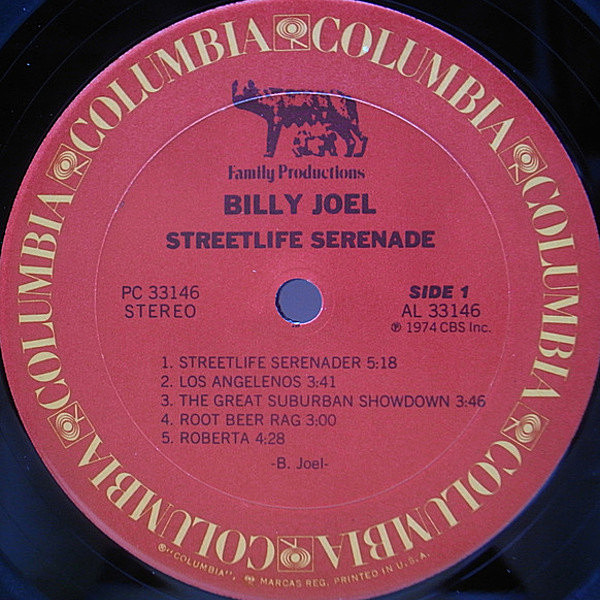 COLUMBIA COLUMBIA COLUMBIA COLUMBIA COLUMBIA COLUMBIA
Family Productions
BILLY JOEL
STREETLIFE SERENADE
PC 33146
STEREO
SIDE 1
AL 33146
℗ 1974 CBS Inc.
1. STREETLIFE SERENADER 5:18
2. LOS ANGELENOS 3:41
3. THE GREAT SUBURBAN SHOWDOWN 3:46
4. ROOT BEER RAG 3:00
5. ROBERTA 4:28
-B. Joel-
®"COLUMBIA", MARCAS REG. PRINTED IN U.S.A.